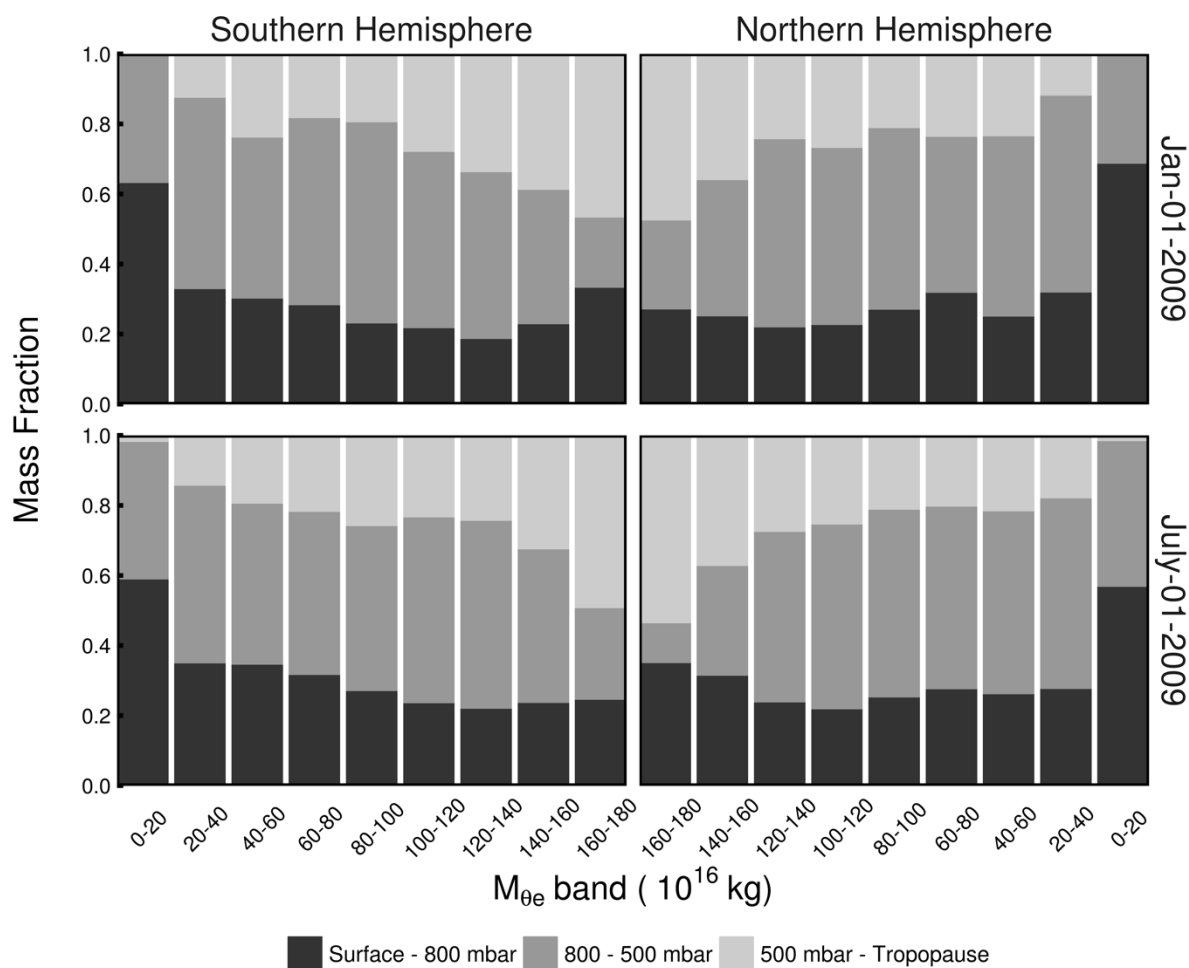 Southern Hemisphere Northern Hemisphere
1.0
0.8
0.6
0.4
0.2
0.0
Jan-01-2009
Mass Fraction
1.0
0.8
0.6
0.4
0.2
0.0
July-01-2009
0-20 20-40 40-60 60-80 80-100 100-120 120-140 140-160 160-180 160-180 140-160 120-140 100-120 80-100 60-80 40-60 20-40 0-20
Mθe band ( 10^16 kg)
Surface - 800 mbar 800 - 500 mbar 500 mbar - Tropopause